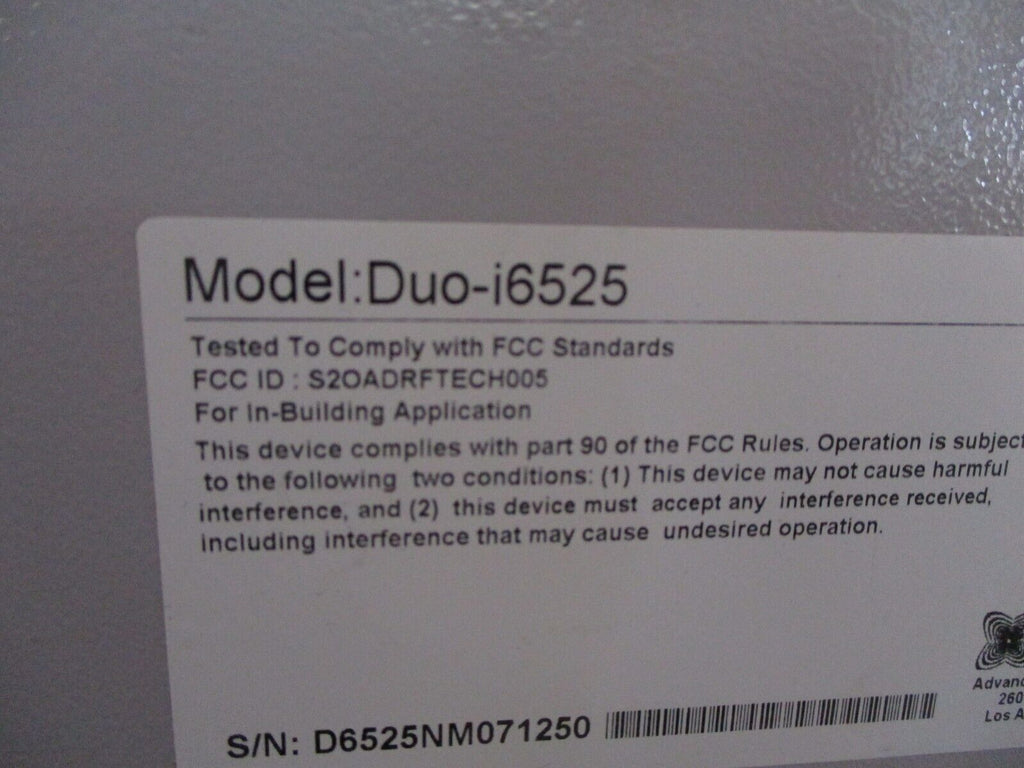 Model:Duo-i6525
Tested To Comply with FCC Standards
FCC ID : S2OADRFTECH005
For In-Building Application
This device complies with part 90 of the FCC Rules. Operation is subject
to the following two conditions: (1) This device may not cause harmful
interference, and (2) this device must accept any interference received,
including interference that may cause undesired operation.
Advanc
260
Los A
S/N: D6525NM071250